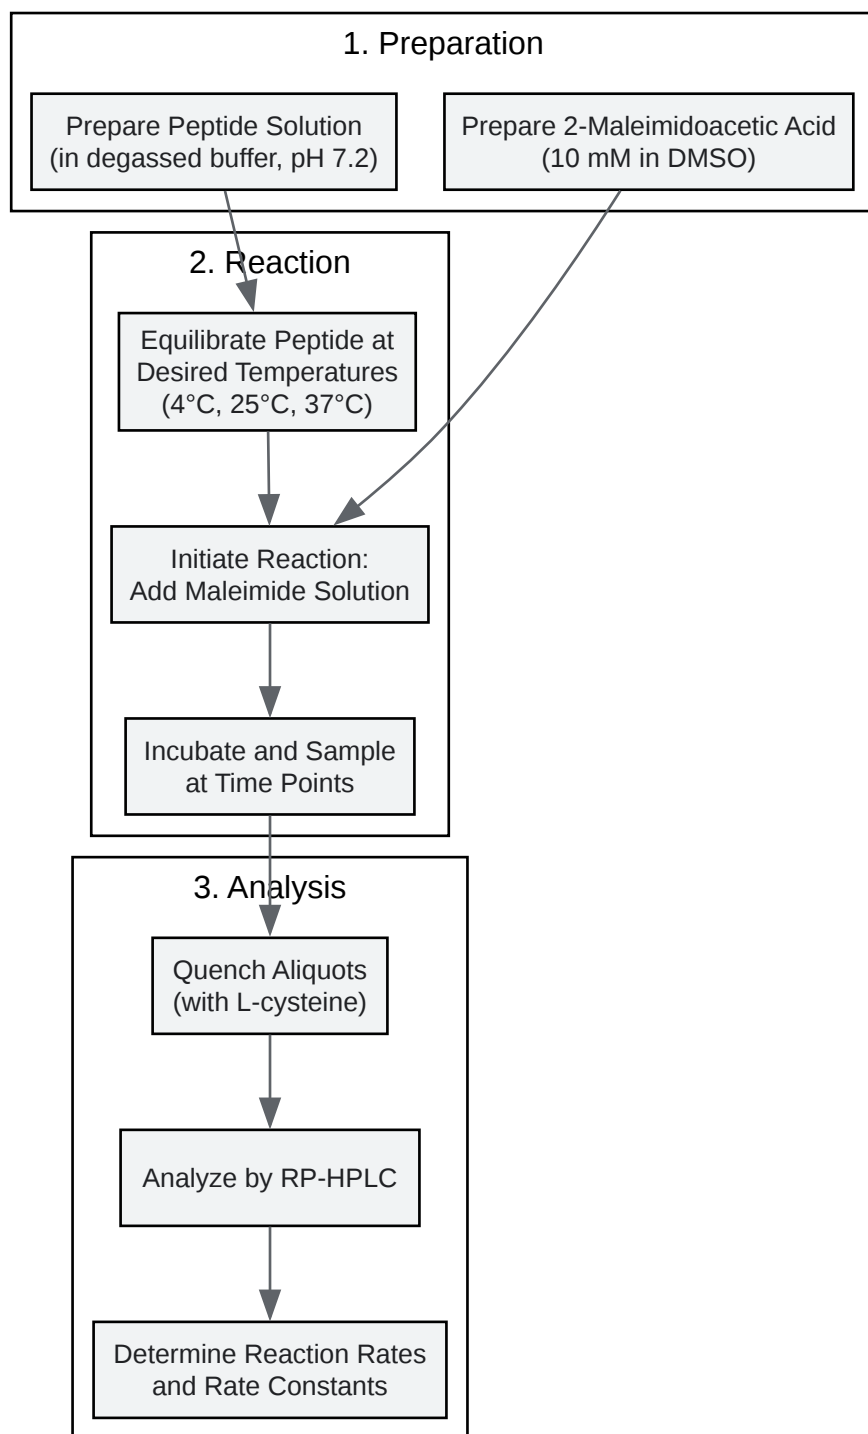 1. Preparation
Prepare Peptide Solution
(in degassed buffer, pH 7.2)
Prepare 2-Maleimidoacetic Acid
(10 mM in DMSO)
2. Reaction
Equilibrate Peptide at
Desired Temperatures
(4°C, 25°C, 37°C)
Initiate Reaction:
Add Maleimide Solution
Incubate and Sample
at Time Points
3. Analysis
Quench Aliquots
(with L-cysteine)
Analyze by RP-HPLC
Determine Reaction Rates
and Rate Constants